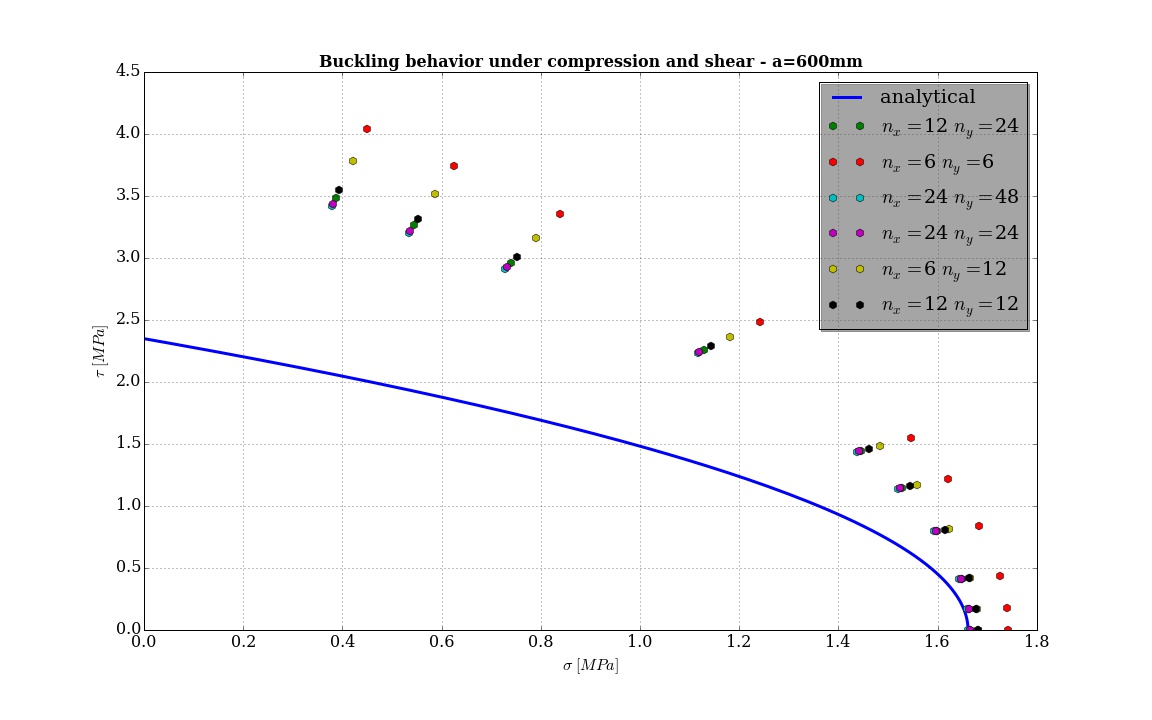 Buckling behavior under compression and shear - a=600mm
4.5
4.0
3.5
3.0
2.5
2.0
1.5
1.0
0.5
0.0
τ [MPa]
analytical
n_x = 12 n_y = 24
n_x = 6 n_y = 6
n_x = 24 n_y = 48
n_x = 24 n_y = 24
n_x = 6 n_y = 12
n_x = 12 n_y = 12
0.0 0.2 0.4 0.6 0.8 1.0 1.2 1.4 1.6 1.8
σ [MPa]